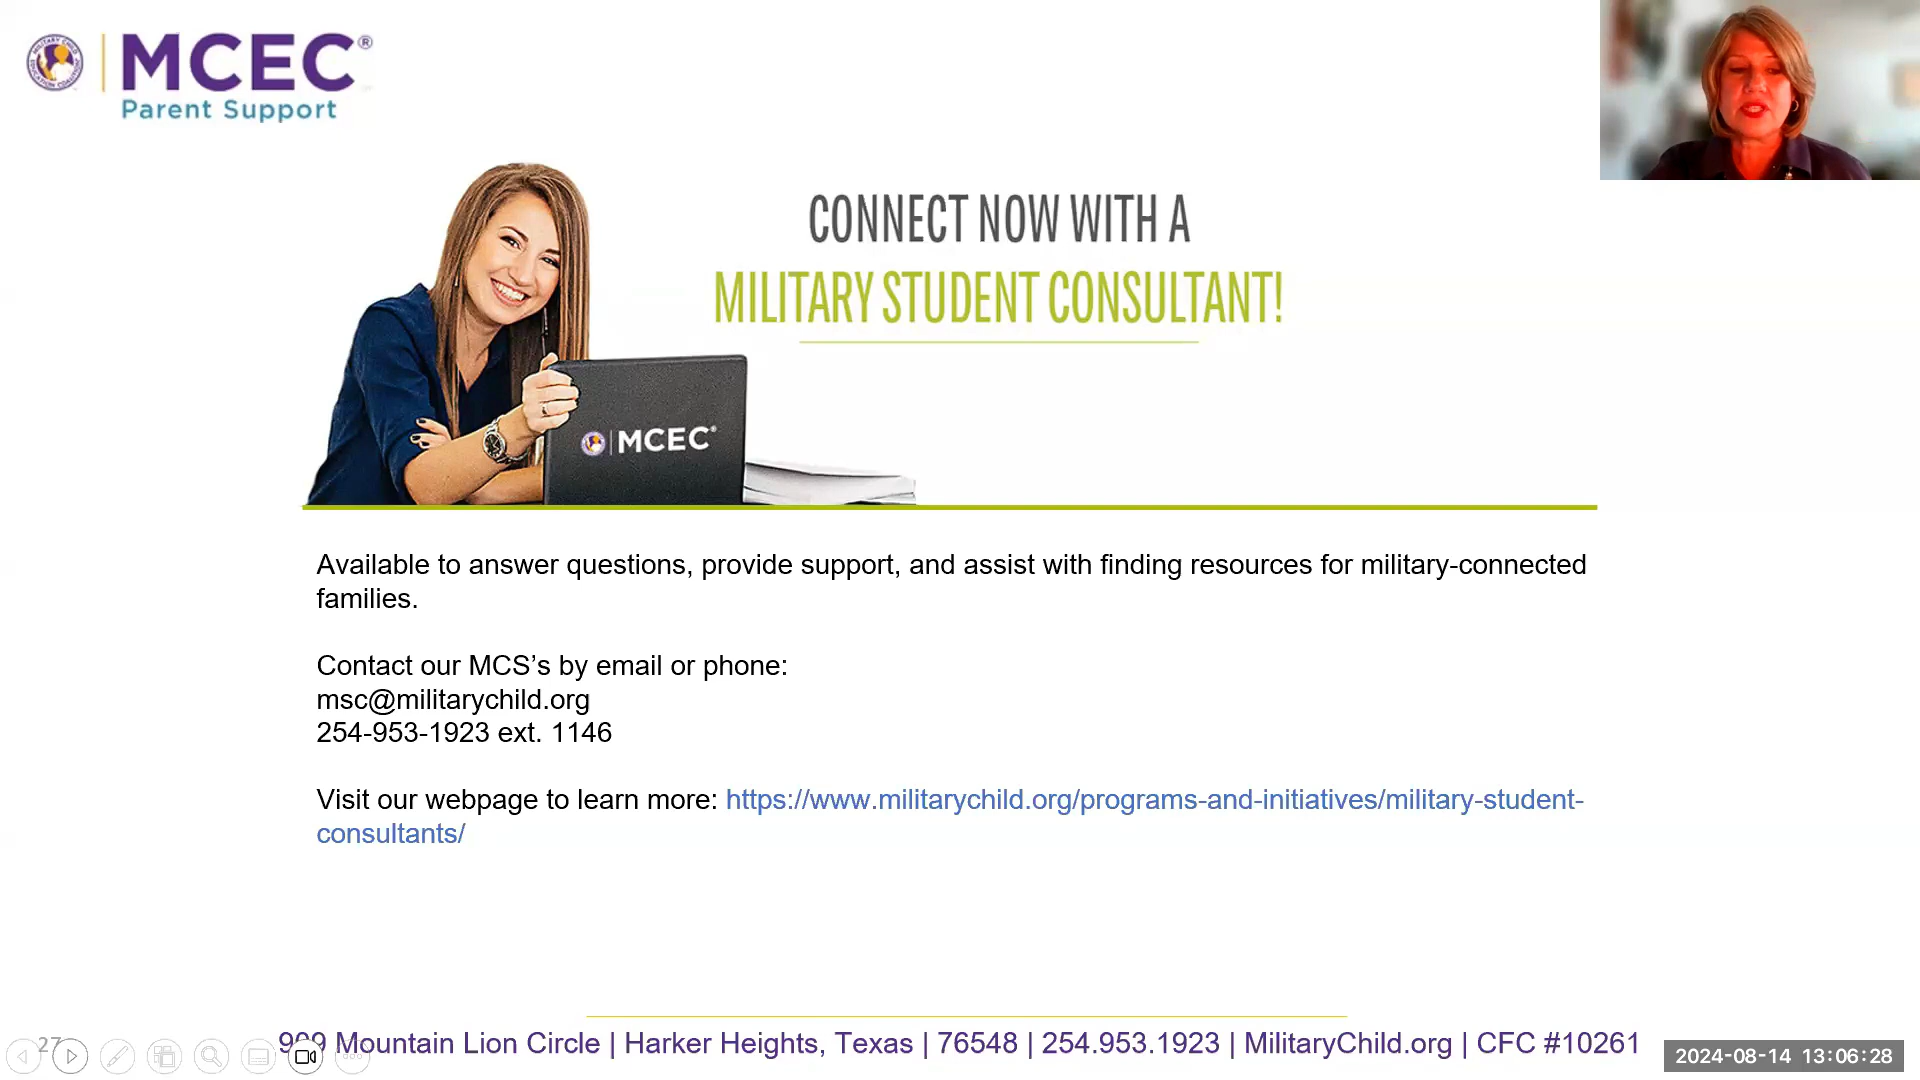 MCEC®
Parent Support
CONNECT NOW WITH A
MILITARY STUDENT CONSULTANT!
MCEC®
Available to answer questions, provide support, and assist with finding resources for military-connected
families.
Contact our MCS’s by email or phone:
msc@militarychild.org
254-953-1923 ext. 1146
Visit our webpage to learn more: https://www.militarychild.org/programs-and-initiatives/military-student-
consultants/
27
999 Mountain Lion Circle | Harker Heights, Texas | 76548 | 254.953.1923 | MilitaryChild.org | CFC #10261
2024-08-14 13:06:28